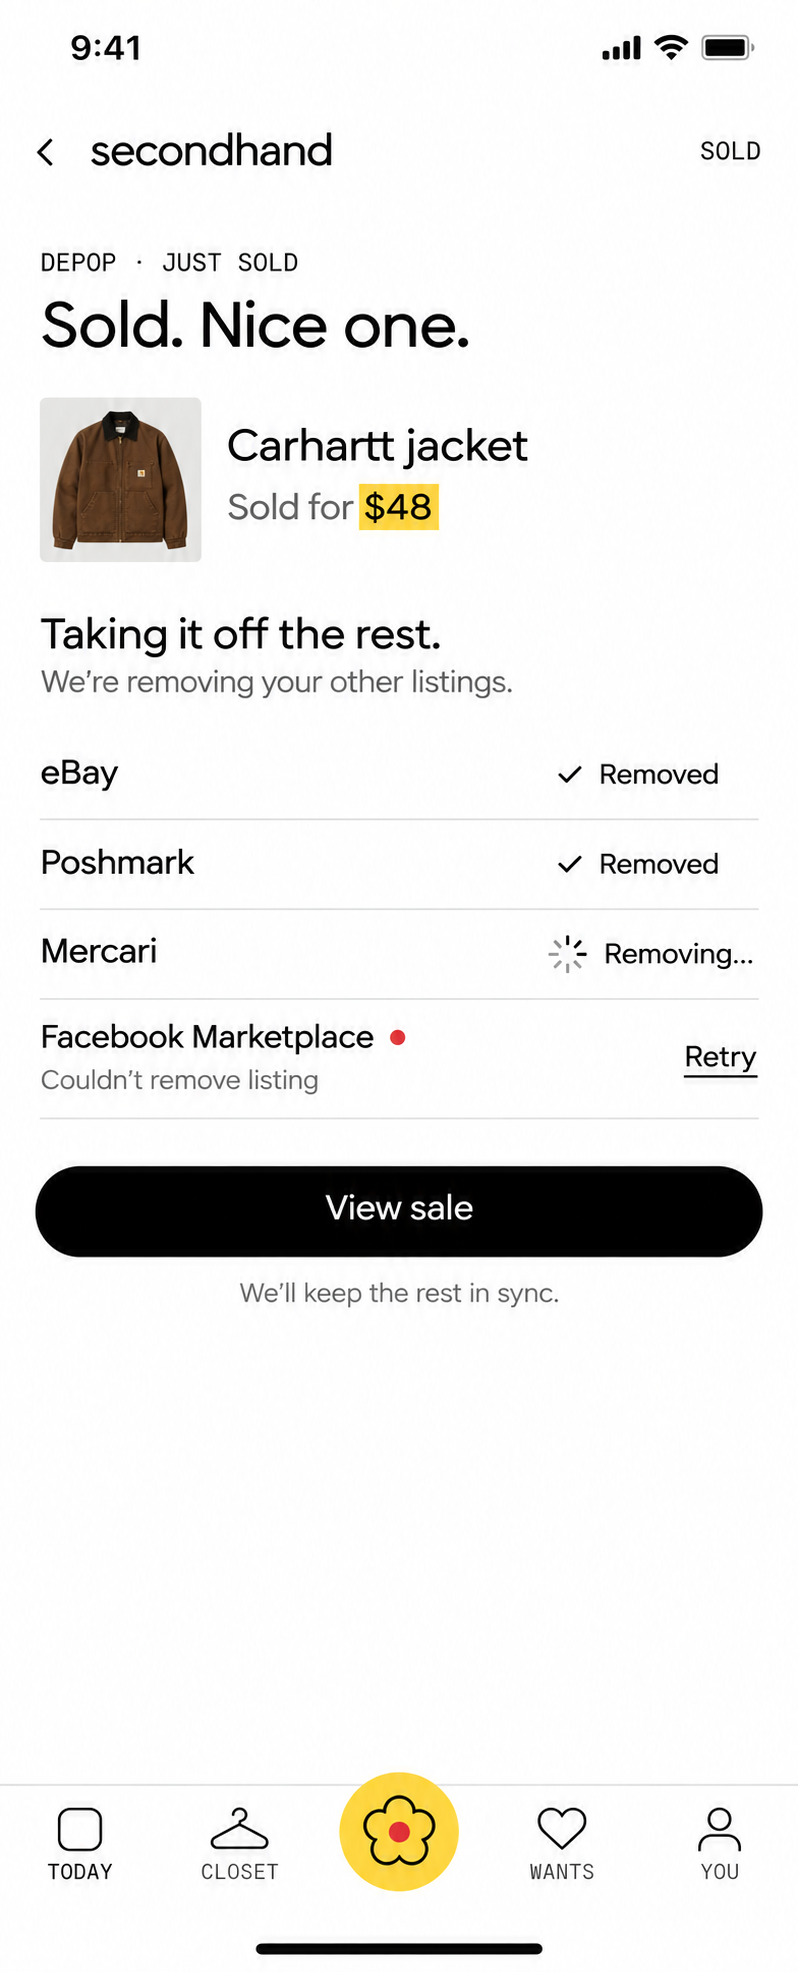 9:41
secondhand
SOLD
DEPOP · JUST SOLD
Sold. Nice one.
Carhartt jacket
Sold for $48
Taking it off the rest.
We're removing your other listings.
eBay
Removed
Poshmark
Removed
Mercari
Removing...
Facebook Marketplace
Couldn't remove listing
Retry
View sale
We'll keep the rest in sync.
TODAY
CLOSET
WANTS
YOU